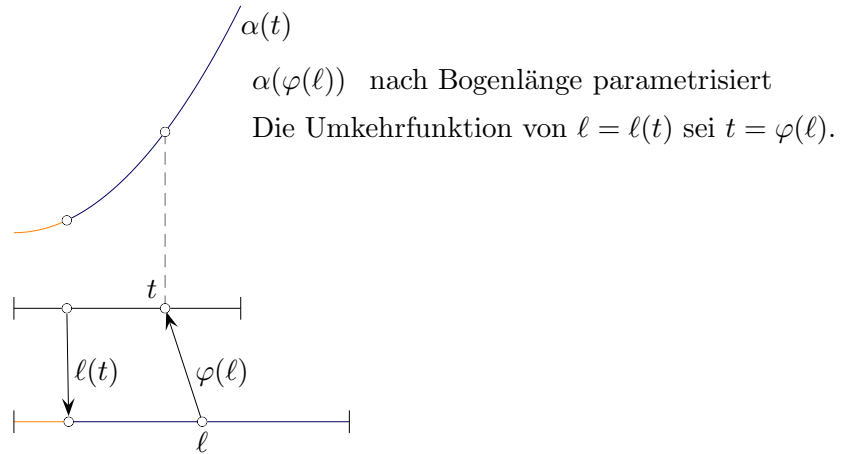 α(t)
α(φ(ℓ)) nach Bogenlänge parametrisiert
Die Umkehrfunktion von ℓ = ℓ(t) sei t = φ(ℓ).
t
ℓ(t) φ(ℓ)
ℓ